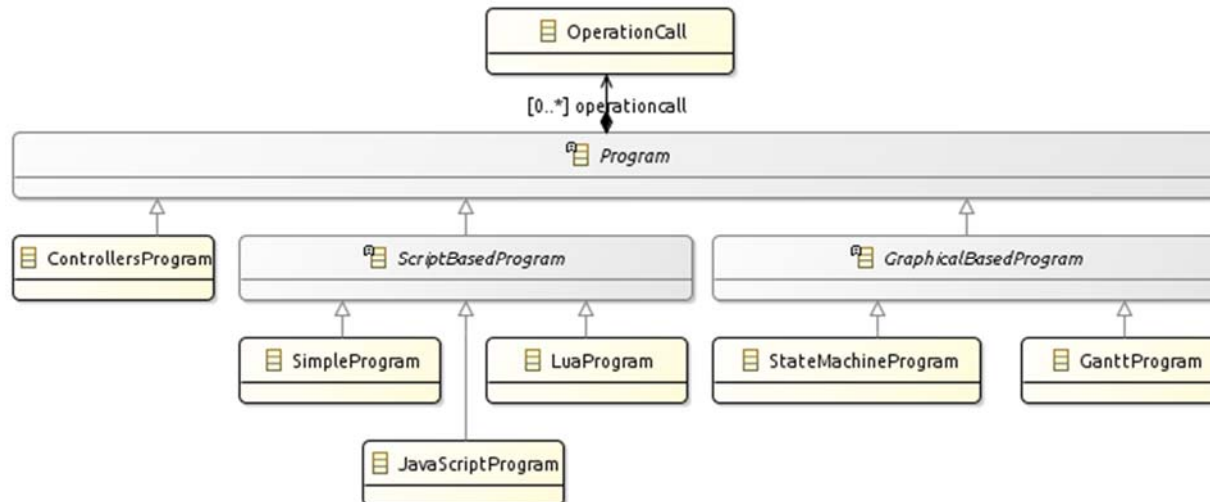 OperationCall
[0..*] operationcall
Program
ControllersProgram
ScriptBasedProgram
GraphicalBasedProgram
SimpleProgram
LuaProgram
StateMachineProgram
GanttProgram
JavaScriptProgram